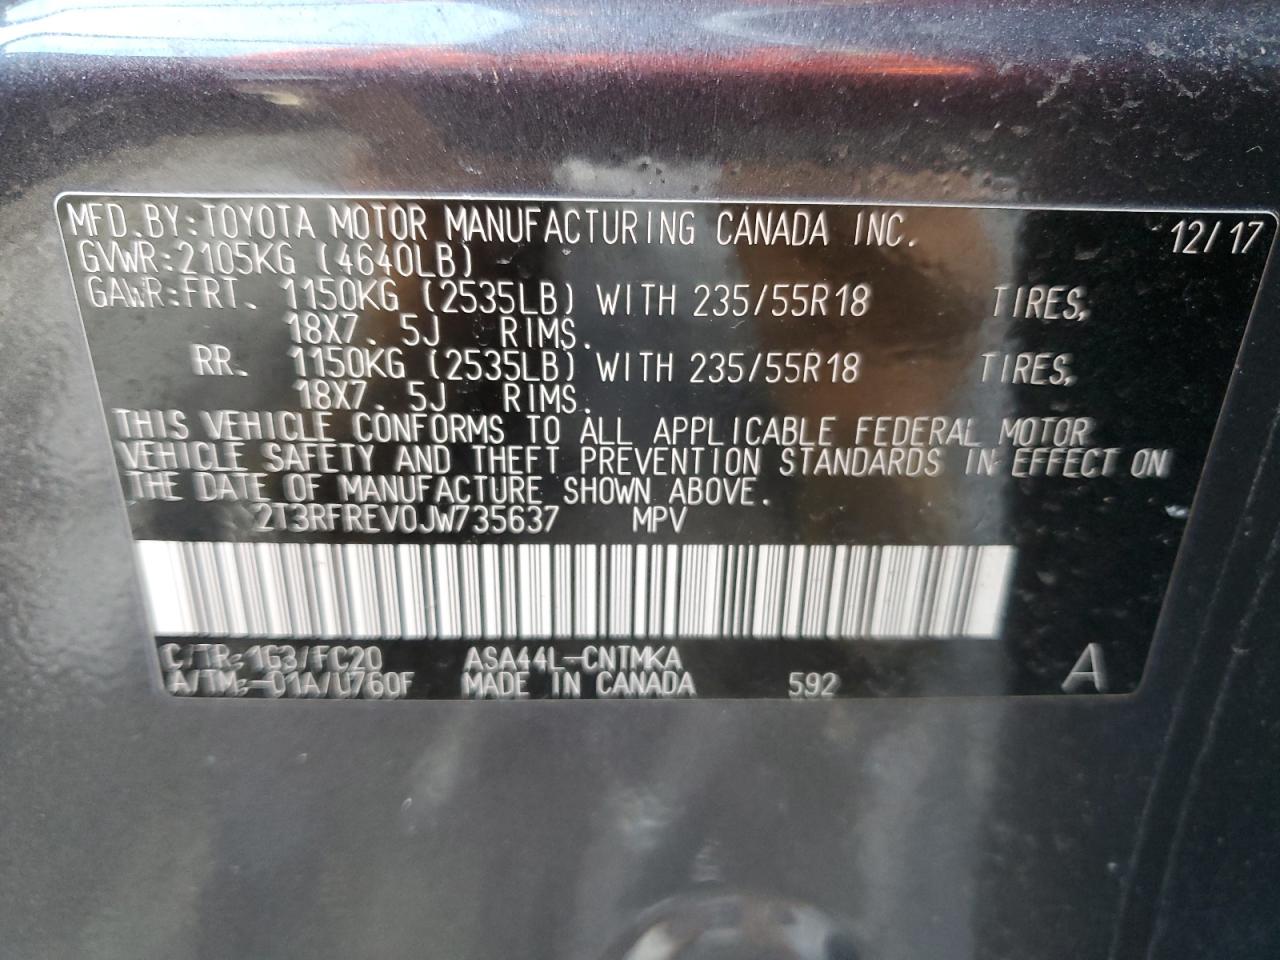 MFD.BY:TOYOTA MOTOR MANUFACTURING CANADA INC. 12/17
GVWR:2105KG (4640LB)
GAWR:FRT. 1150KG (2535LB) WITH 235/55R18 TIRES,
18X7.5J RIMS.
RR. 1150KG (2535LB) WITH 235/55R18 TIRES,
18X7.5J RIMS.
THIS VEHICLE CONFORMS TO ALL APPLICABLE FEDERAL MOTOR
VEHICLE SAFETY AND THEFT PREVENTION STANDARDS IN EFFECT ON
THE DATE OF MANUFACTURE SHOWN ABOVE.
2T3RFREV0JW735637 MPV
C/TR:1G3/FC20 ASA44L-CNTMKA A
A/TM:-01A/U760F MADE IN CANADA 592